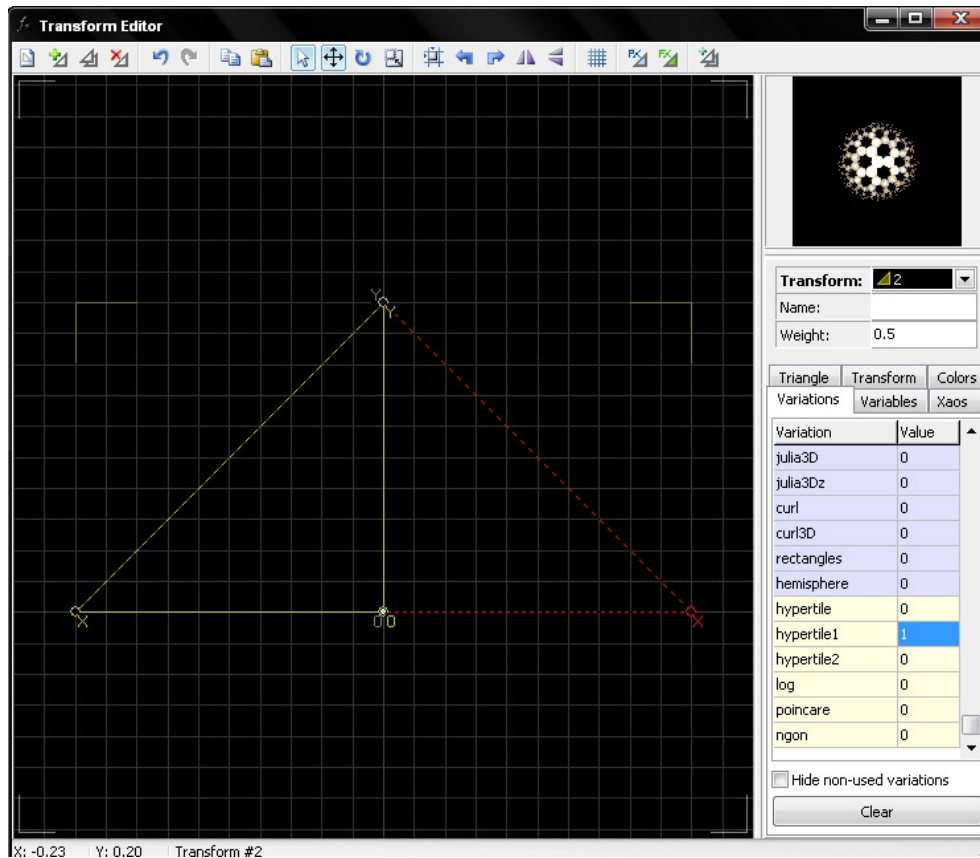 Transform Editor
Transform: 2
Name:
Weight: 0.5
Triangle Transform Colors
Variations Variables Xaos
Variation Value
julia3D 0
julia3Dz 0
curl 0
curl3D 0
rectangles 0
hemisphere 0
hypertile 0
hypertile1 1
hypertile2 0
log 0
poincare 0
ngon 0
Y
Y
X
O O
X
Hide non-used variations
Clear
X: -0.23 Y: 0.20 Transform #2